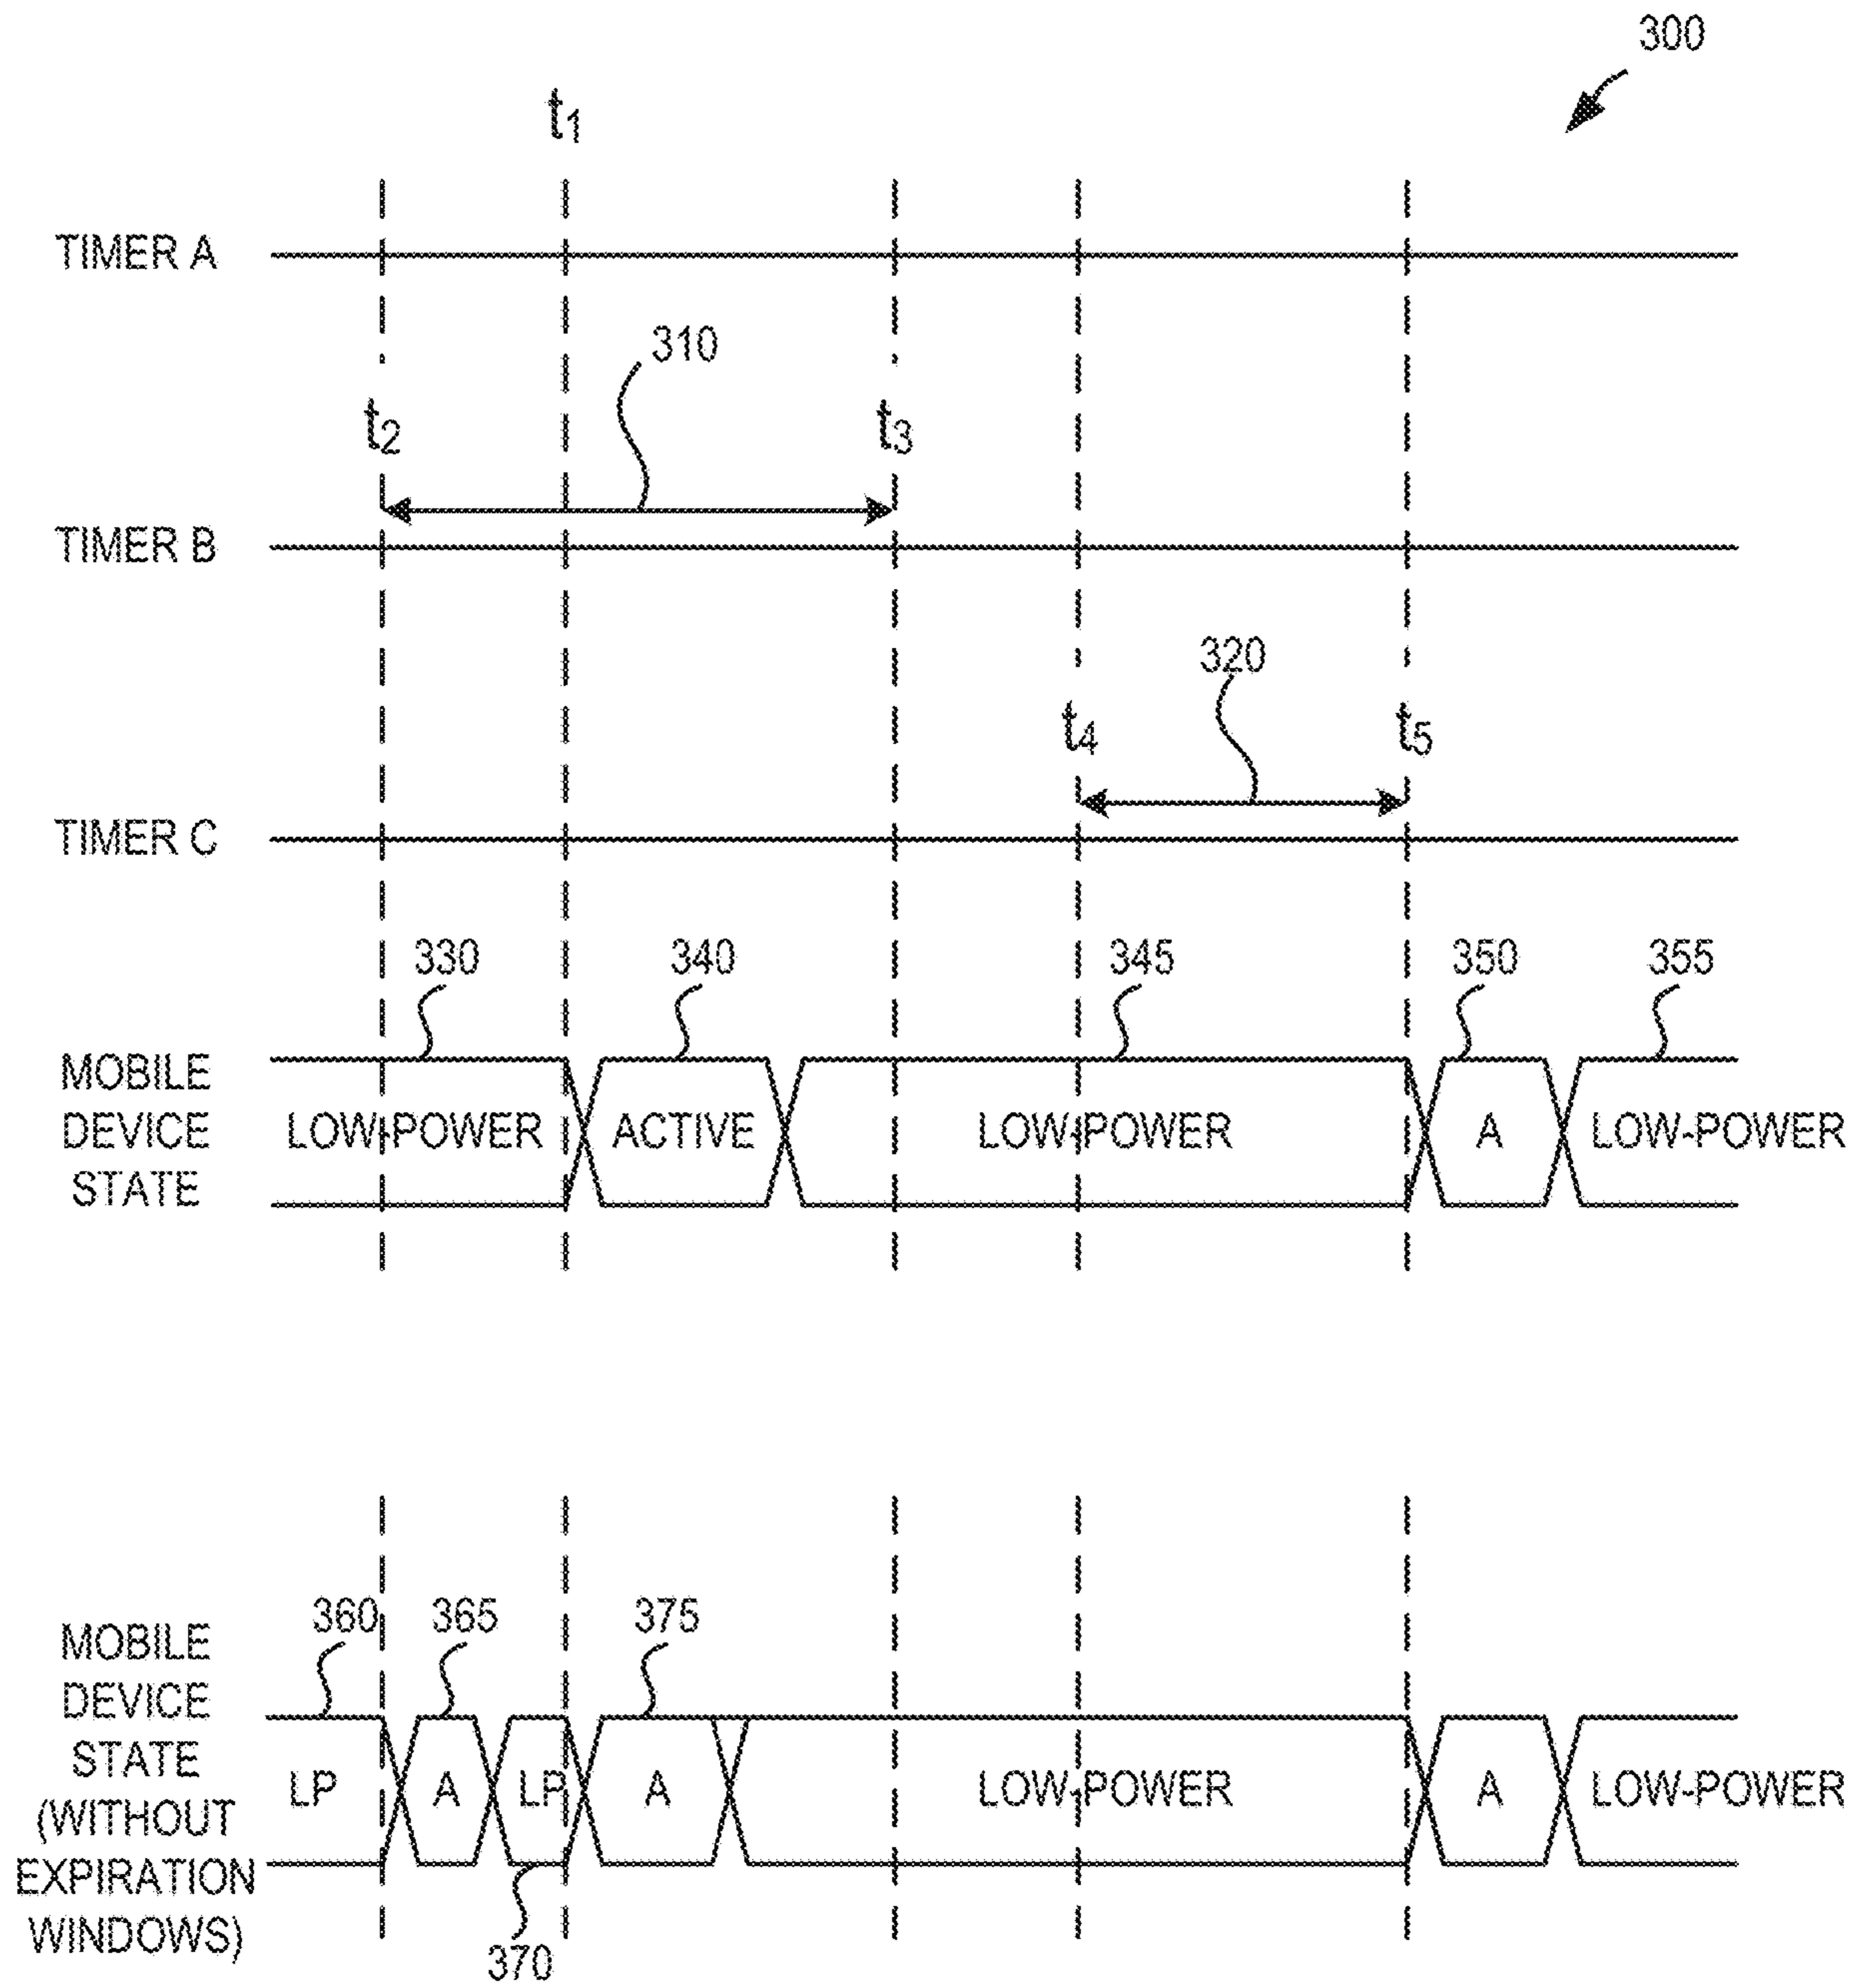 300
t1
TIMER A
310
t2
t3
TIMER B
320
t4
t5
TIMER C
330
340
345
350
355
MOBILE
DEVICE
STATE
LOW-POWER
ACTIVE
LOW-POWER
A
LOW-POWER
360
365
375
MOBILE
DEVICE
STATE
(WITHOUT
EXPIRATION
WINDOWS)
LP
A
LP
A
LOW-POWER
A
LOW-POWER
370